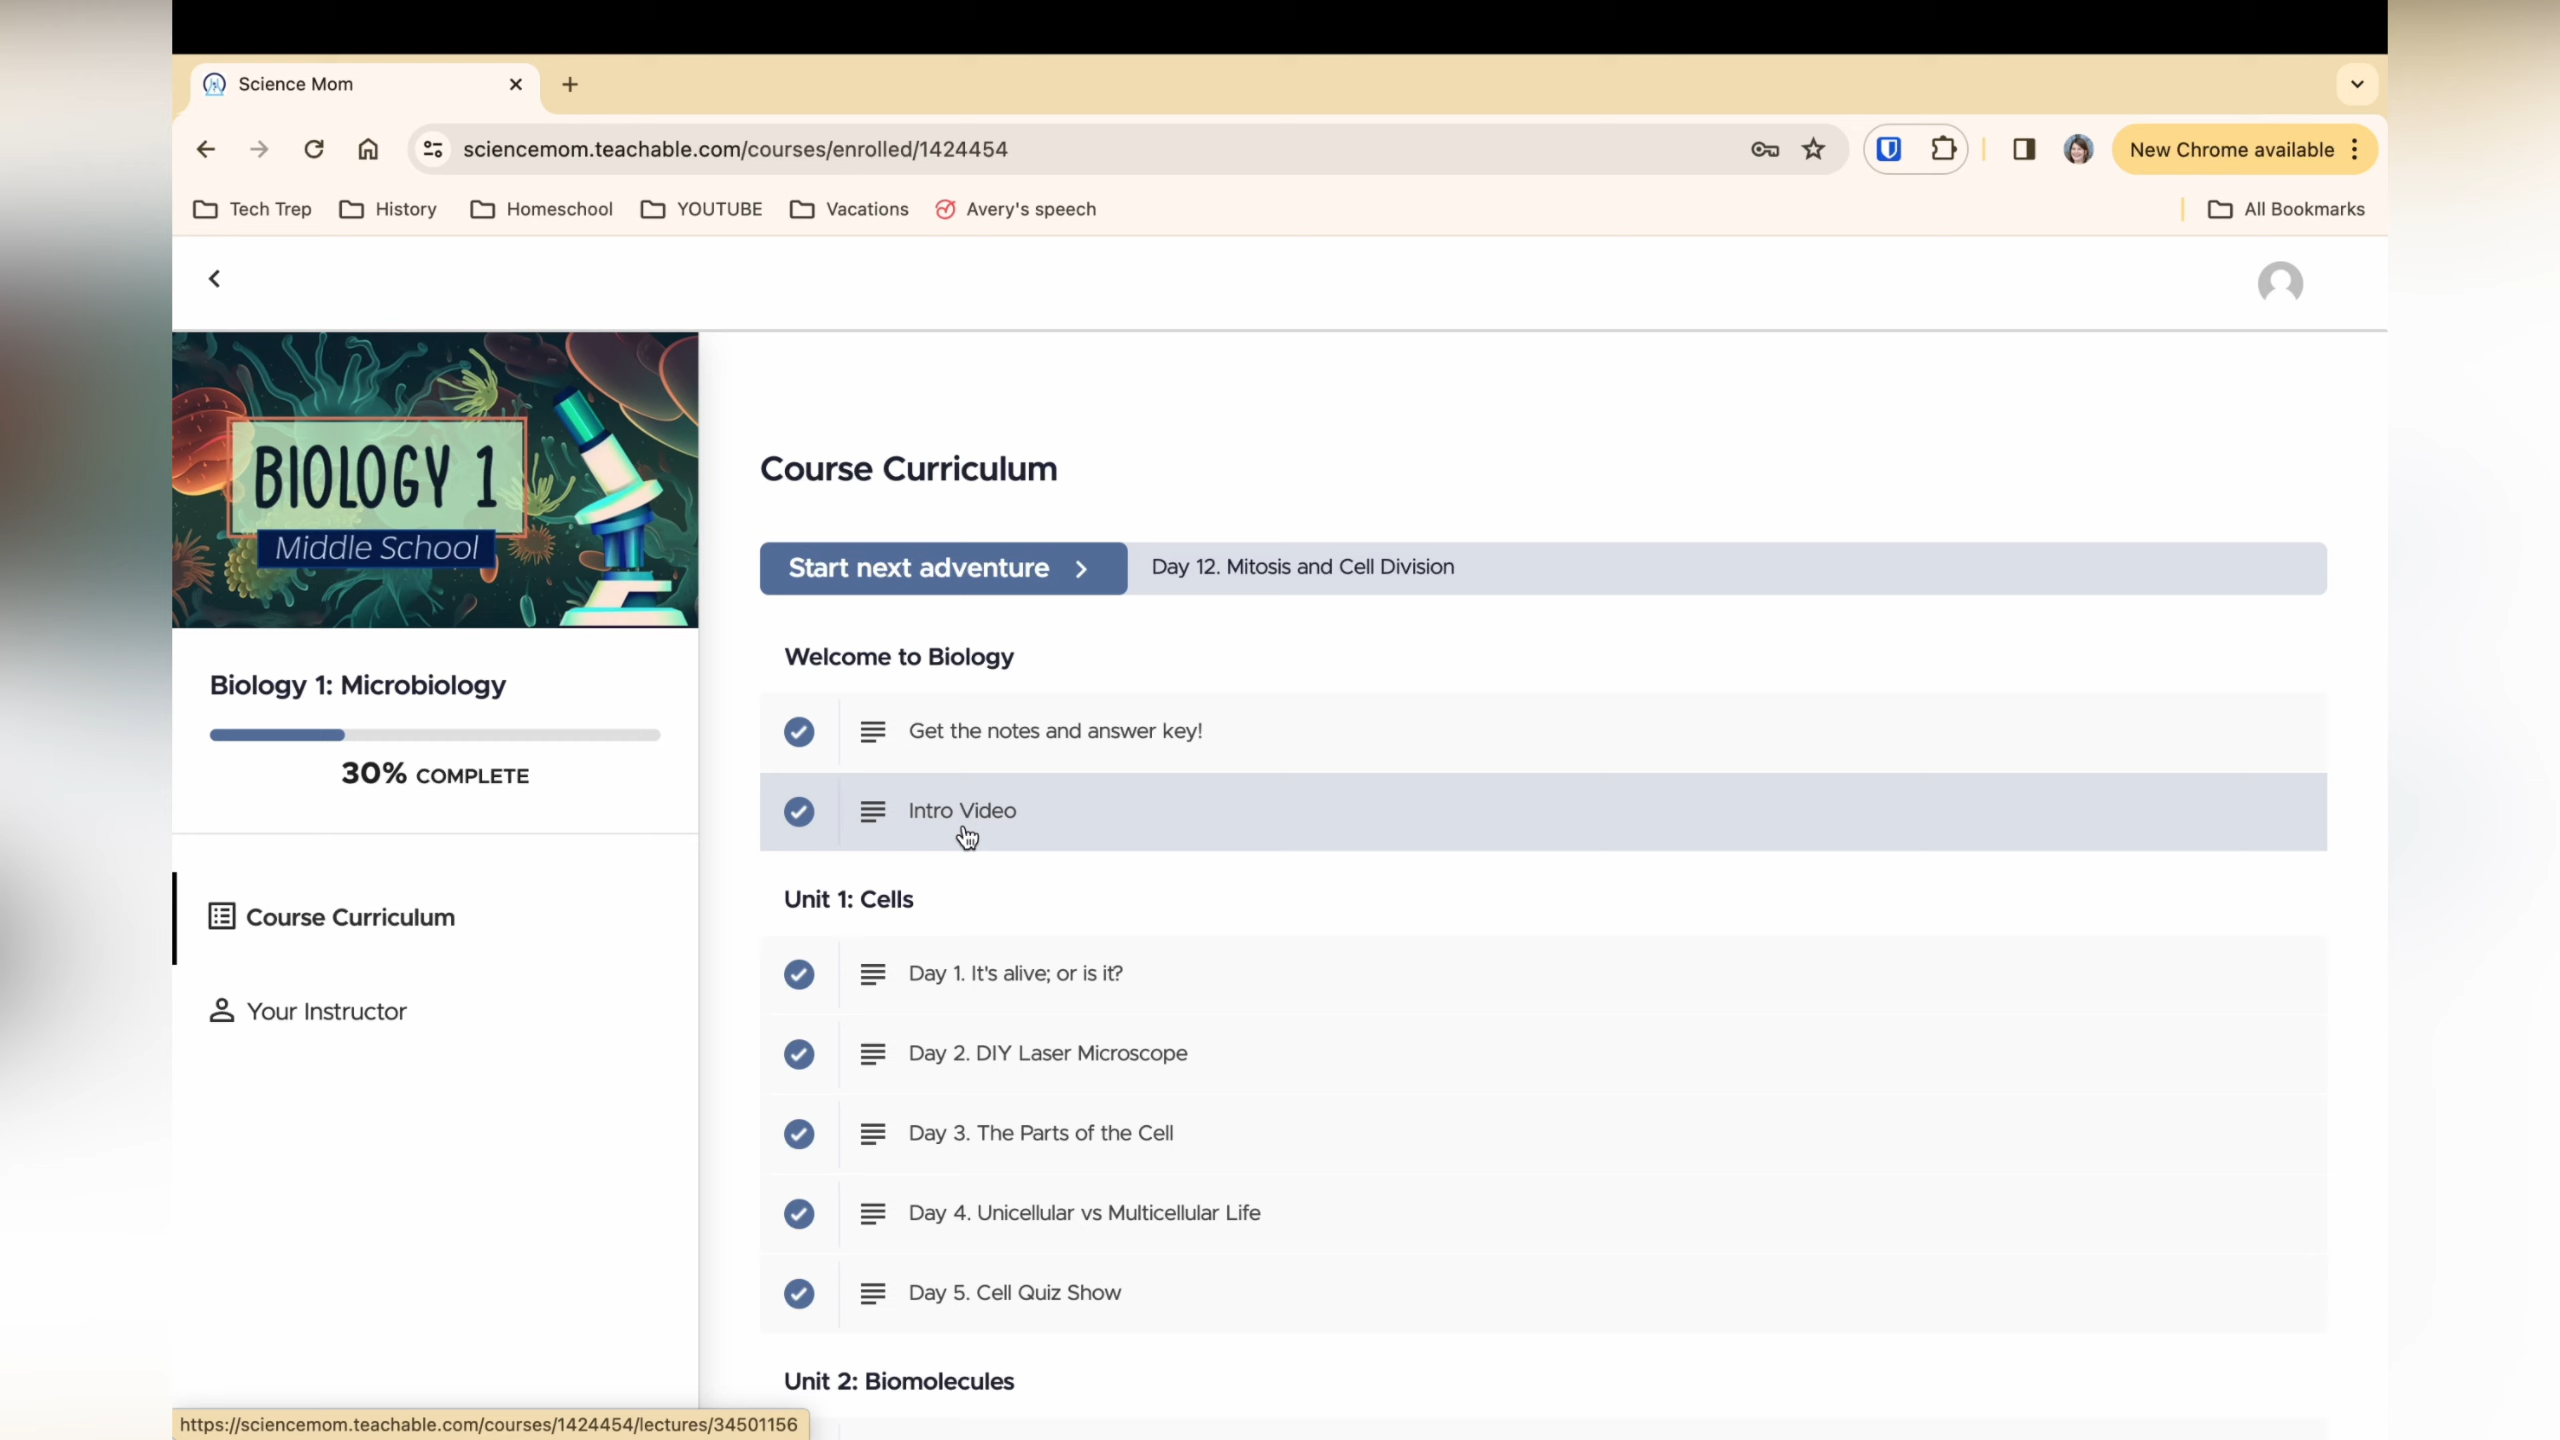 Science Mom
sciencemom.teachable.com/courses/enrolled/1424454
New Chrome available
Tech Trep
History
Homeschool
YOUTUBE
Vacations
Avery's speech
All Bookmarks
BIOLOGY 1
Middle School
Biology 1: Microbiology
30% COMPLETE
Course Curriculum
Your Instructor
Course Curriculum
Start next adventure
Day 12. Mitosis and Cell Division
Welcome to Biology
Get the notes and answer key!
Intro Video
Unit 1: Cells
Day 1. It's alive; or is it?
Day 2. DIY Laser Microscope
Day 3. The Parts of the Cell
Day 4. Unicellular vs Multicellular Life
Day 5. Cell Quiz Show
Unit 2: Biomolecules
https://sciencemom.teachable.com/courses/1424454/lectures/34501156